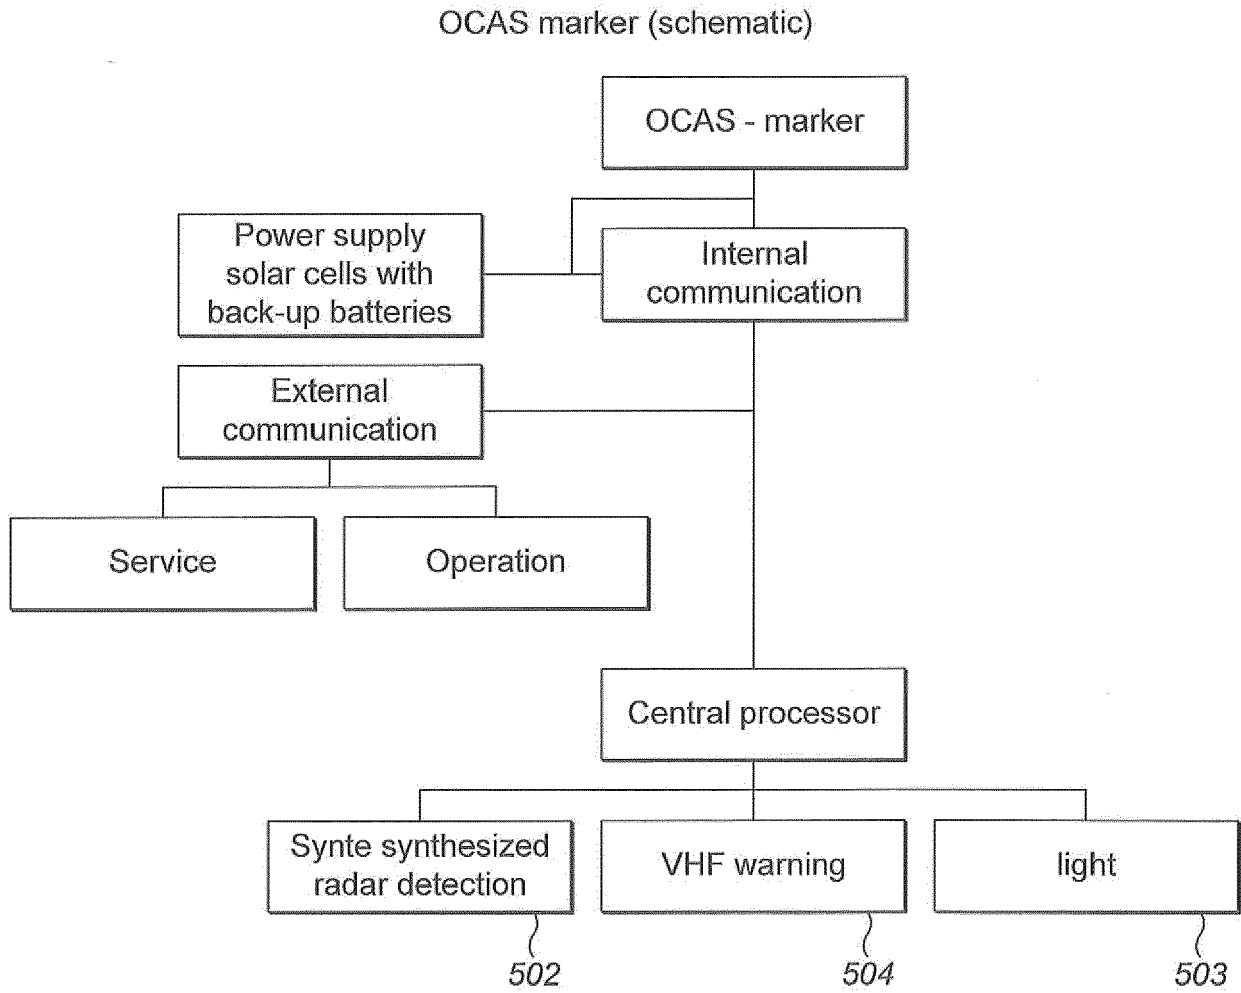 OCAS marker (schematic)
OCAS - marker
Power supply
solar cells with
back-up batteries
Internal
communication
External
communication
Service
Operation
Central processor
Synte synthesized
radar detection
VHF warning
light
502
504
503